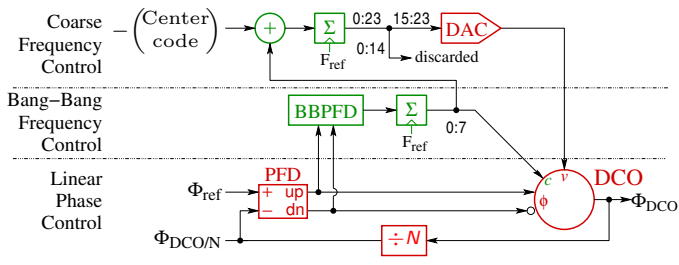 Coarse
Frequency
Control
−(Center
code)
+
Σ
F_ref
0:23
15:23
0:14
discarded
DAC
Bang−Bang
Frequency
Control
BBPFD
Σ
F_ref
0:7
Linear
Phase
Control
Φ_ref
PFD
+ up
− dn
c
v
ϕ
DCO
Φ_DCO
Φ_DCO/N
÷N